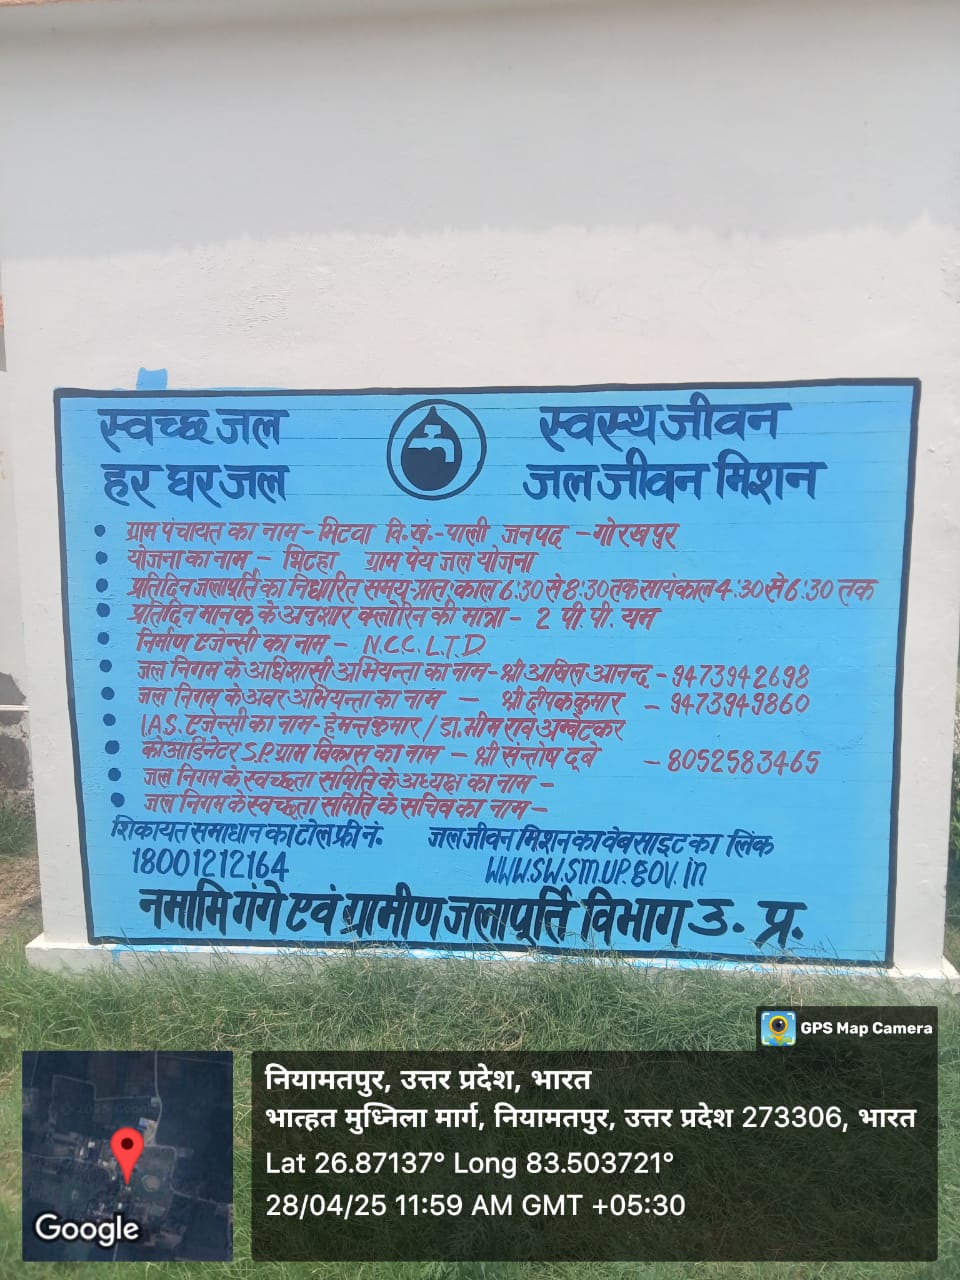 स्वच्छ जल स्वस्थ जीवन
हर घर जल जल जीवन मिशन
• ग्राम पंचायत का नाम - मिटवा वि.खं.-पाली जनपद - गोरखपुर
• योजना का नाम - भिटहा ग्राम पेय जल योजना
• प्रतिदिन जलापूर्ति का निर्धारित समय-प्रात:काल 6:30 से 8:30 तक सायंकाल 4:30 से 6:30 तक
• प्रतिदिन मानक के अनुशार क्लोरिन की मात्रा - 2 पी.पी.यम
• निर्माण एजेन्सी का नाम - N.C.C. L.T.D
• जल निगम के अधिशासी अभियन्ता का नाम-श्री अखिल आनन्द - 9473942698
• जल निगम के अवर अभियन्ता का नाम - श्री दीपक कुमार - 9473949860
• I.A.S. एजेन्सी का नाम-हेमन्त कुमार / डा. भीम राव अम्बेटकर
• कोआर्डिनेटर S.P. ग्राम विकास का नाम - श्री संन्तोष दूबे - 8052583465
• जल निगम के स्वच्छता समिति के अध्यक्ष का नाम -
• जल निगम के स्वच्छता समिति के सचिव का नाम -
शिकायत समाधान का टोल फ्री नं. जल जीवन मिशन का वेबसाइट का लिंक
18001212164 WWW.SW.SM.UP.GOV.in
नमामि गंगे एवं ग्रामीण जलापूर्ति विभाग उ. प्र.
GPS Map Camera
नियामतपुर, उत्तर प्रदेश, भारत
भात्हत मुध्निला मार्ग, नियामतपुर, उत्तर प्रदेश 273306, भारत
Lat 26.87137° Long 83.503721°
28/04/25 11:59 AM GMT +05:30
Google